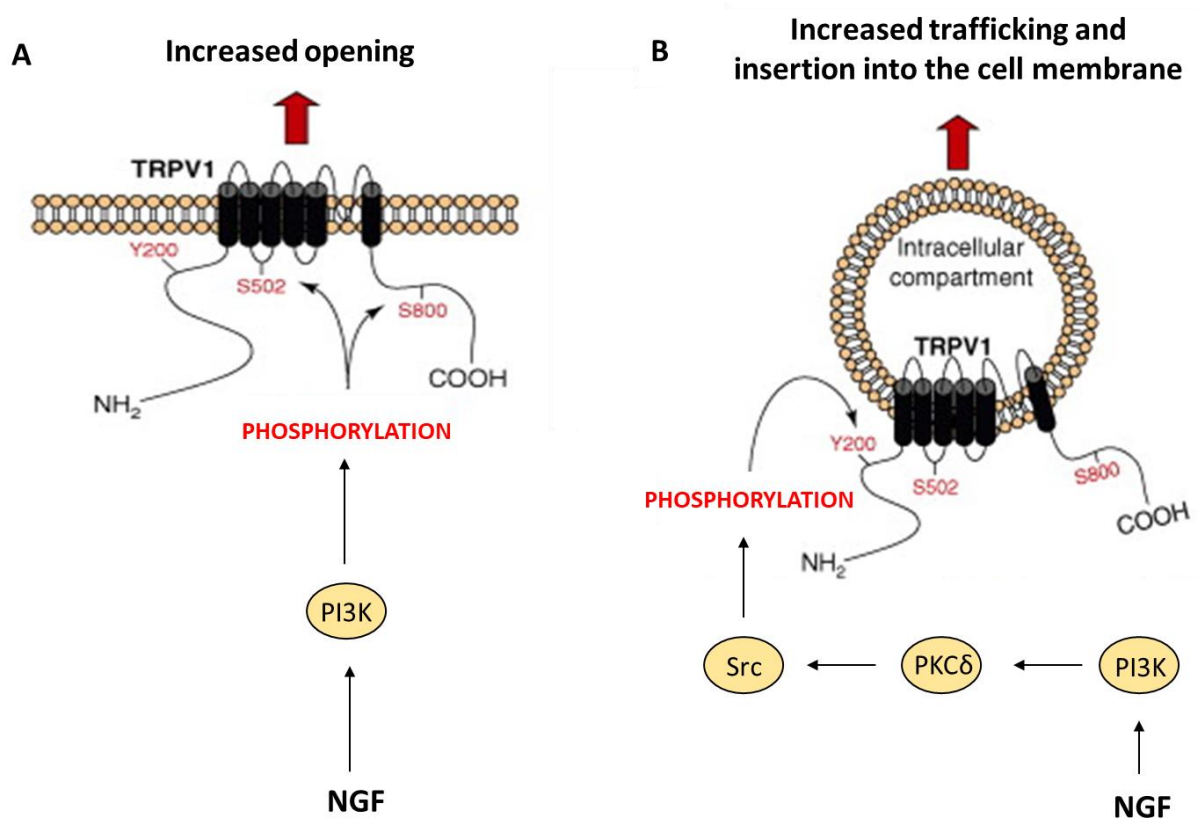 A
Increased opening
TRPV1
Y200
S502
S800
NH2
COOH
PHOSPHORYLATION
PI3K
NGF
B
Increased trafficking and
insertion into the cell membrane
Intracellular
compartment
TRPV1
Y200
S502
S800
PHOSPHORYLATION
NH2
COOH
Src
PKCδ
PI3K
NGF